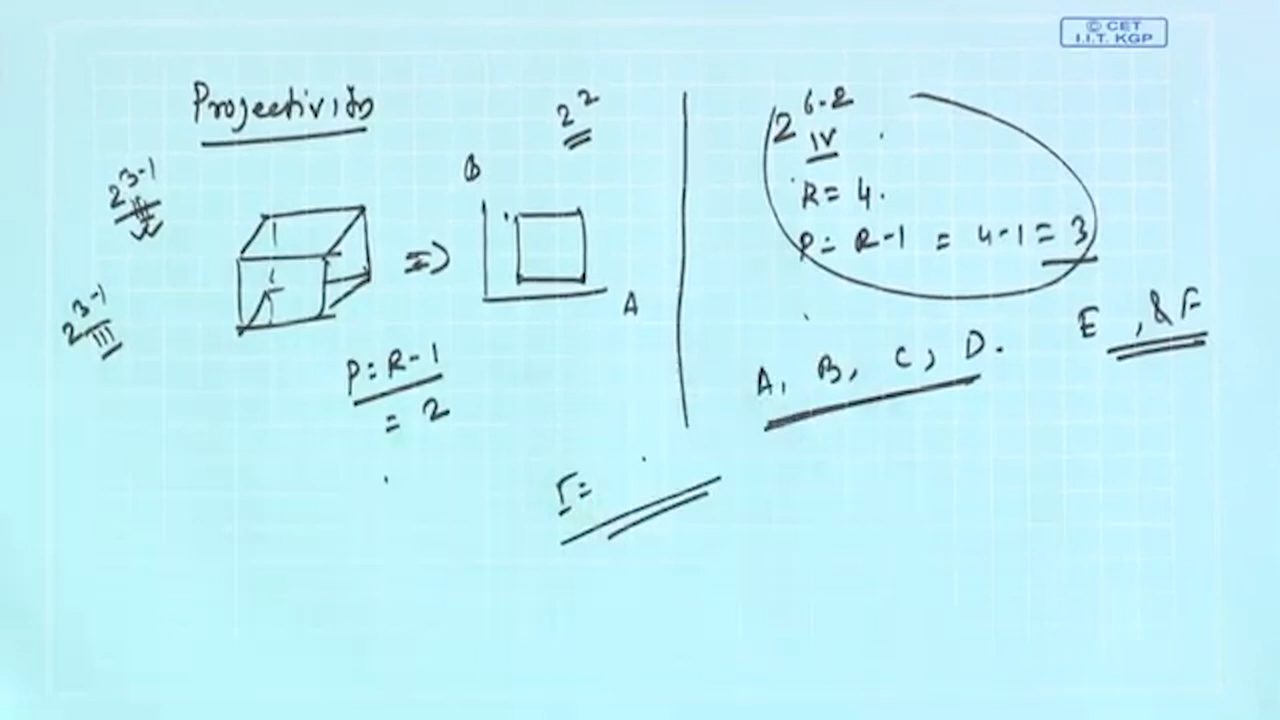 © CET
I.I.T. KGP
Projectivity
2^2
2^{3-1}
B
A
2^{3-1}
III
P = R-1
= 2
2^{6-2}
IV
R = 4.
P = R-1 = 4-1 = 3
A, B, C, D. E, & F
I =